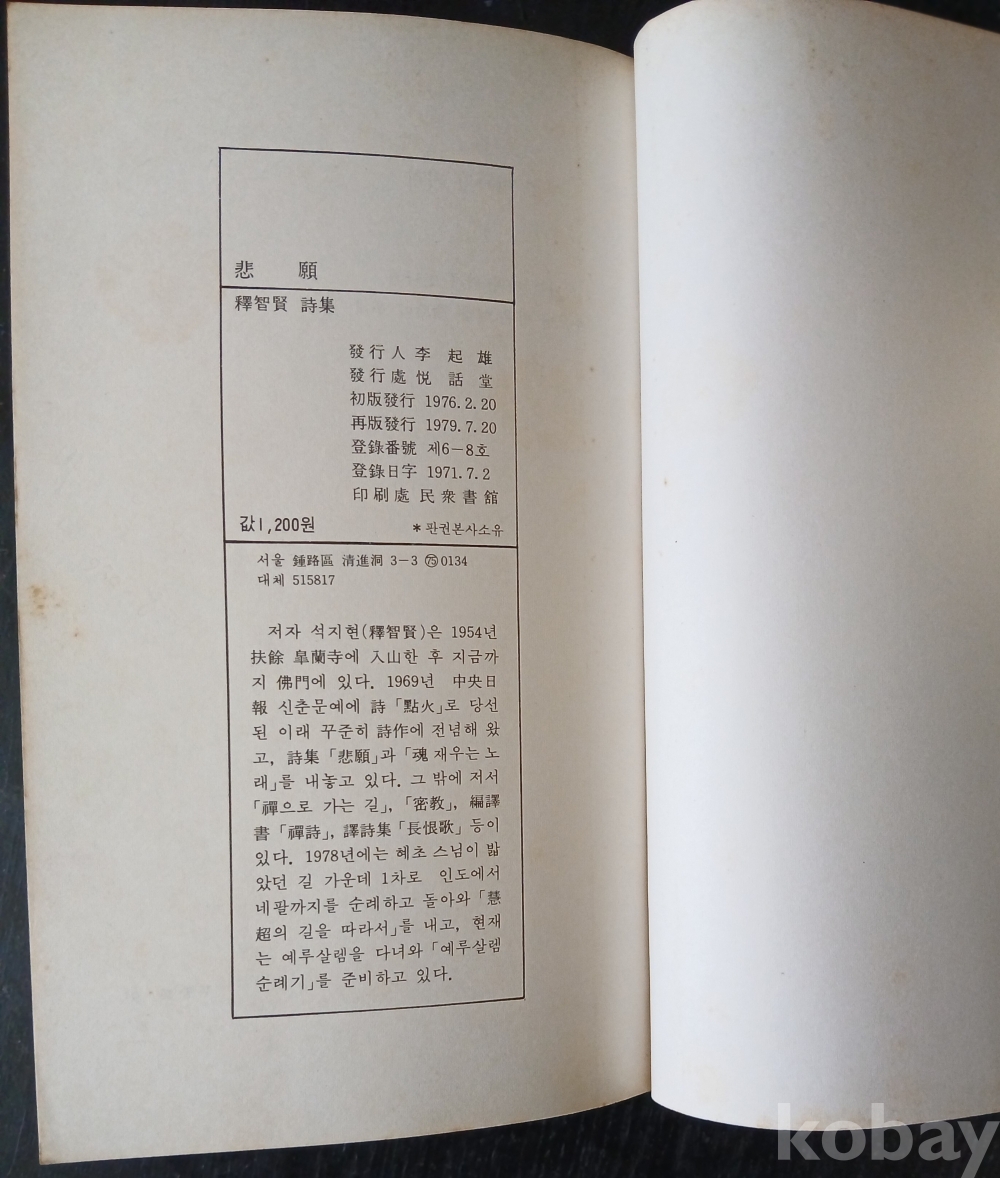 悲 願
釋智賢 詩集
發行人 李 起 雄
發行處 悅 話 堂
初版發行 1976.2.20
再版發行 1979.7.20
登錄番號 제6-8호
登錄日字 1971.7.2
印刷處 民衆書舘
값1,200원 *판권본사소유
서울 鍾路區 清進洞 3-3 ㊆5 0134
대체 515817
저자 석지현(釋智賢)은 1954년
扶餘 皐蘭寺에 入山한 후 지금까
지 佛門에 있다. 1969년 中央日
報 신춘문예에 詩「點火」로 당선
된 이래 꾸준히 詩作에 전념해 왔
고, 詩集「悲願」과「魂 재우는 노
래」를 내놓고 있다. 그 밖에 저서
「禪으로 가는 길」,「密敎」, 編譯
書「禪詩」, 譯詩集「長恨歌」등이
있다. 1978년에는 혜초 스님이 밟
았던 길 가운데 1차로 인도에서
네팔까지를 순례하고 돌아와「慧
超의 길을 따라서」를 내고, 현재
는 예루살렘을 다녀와「예루살렘
순례기」를 준비하고 있다.
kobay